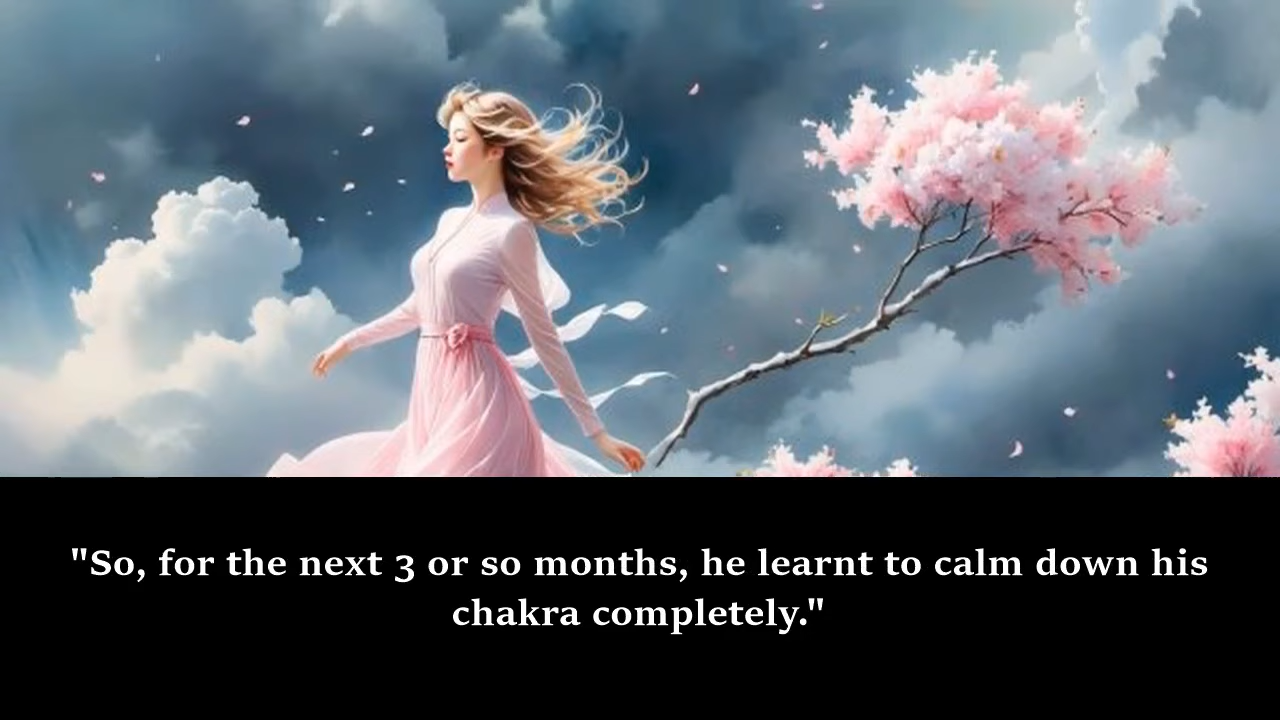 "So, for the next 3 or so months, he learnt to calm down his
chakra completely."